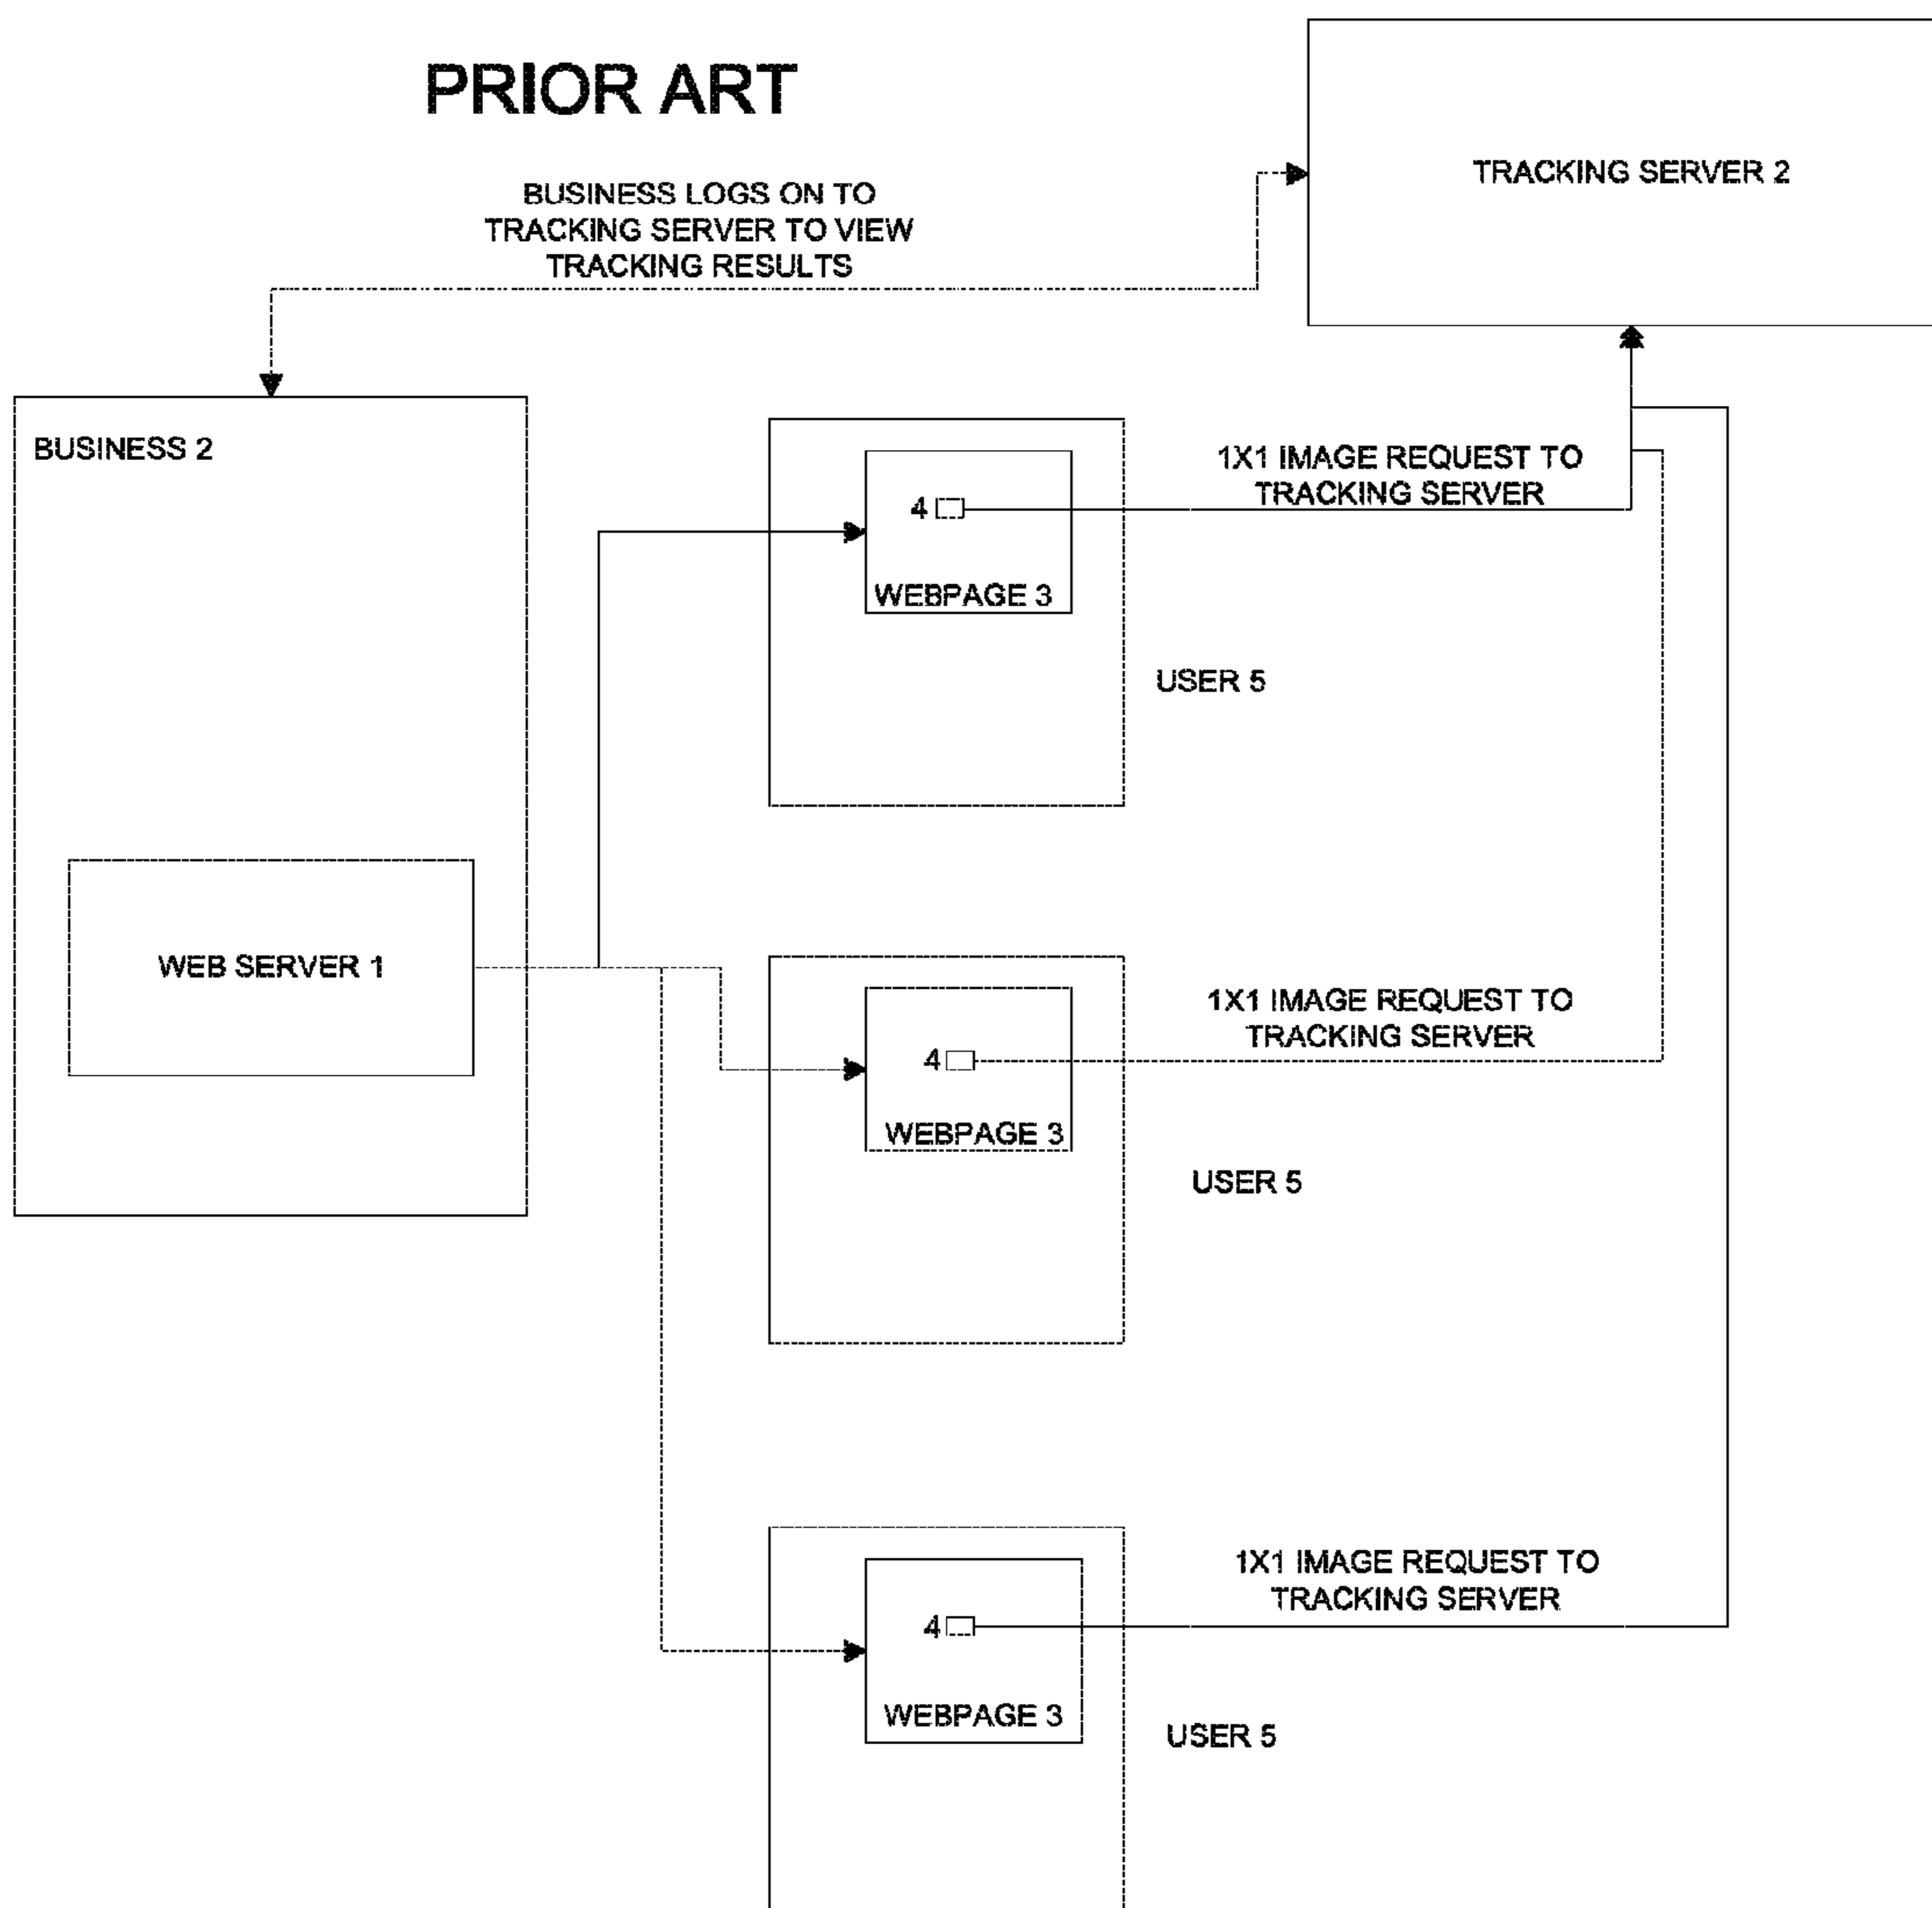 PRIOR ART
TRACKING SERVER 2
BUSINESS LOGS ON TO
TRACKING SERVER TO VIEW
TRACKING RESULTS
BUSINESS 2
1X1 IMAGE REQUEST TO
TRACKING SERVER
4
WEBPAGE 3
USER 5
WEB SERVER 1
1X1 IMAGE REQUEST TO
TRACKING SERVER
4
WEBPAGE 3
USER 5
1X1 IMAGE REQUEST TO
TRACKING SERVER
4
WEBPAGE 3
USER 5